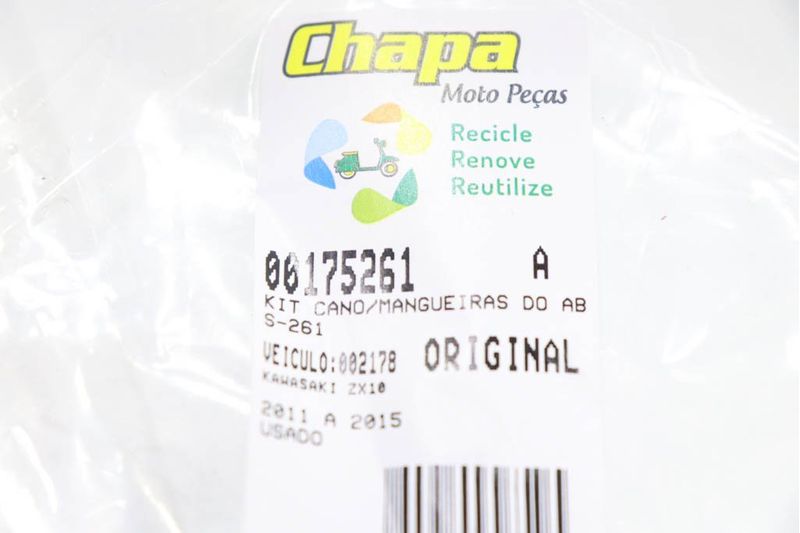 Chapa
Moto Peças
Recicle
Renove
Reutilize
00175261 A
KIT CANO/MANGUEIRAS DO AB
S-261
VEICULO:002178 ORIGINAL
KAWASAKI ZX10
2011 A 2015
USADO